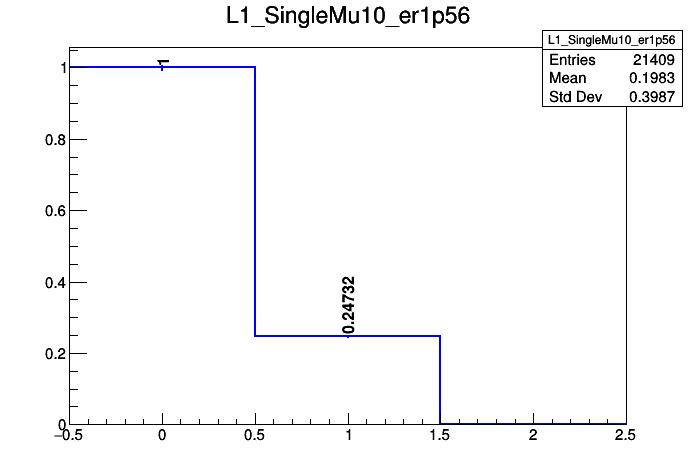 L1_SingleMu10_er1p56
L1_SingleMu10_er1p56
Entries 21409
Mean 0.1983
Std Dev 0.3987
1
0.8
0.6
0.4
0.2
0
1
0.24732
−0.5 0 0.5 1 1.5 2 2.5